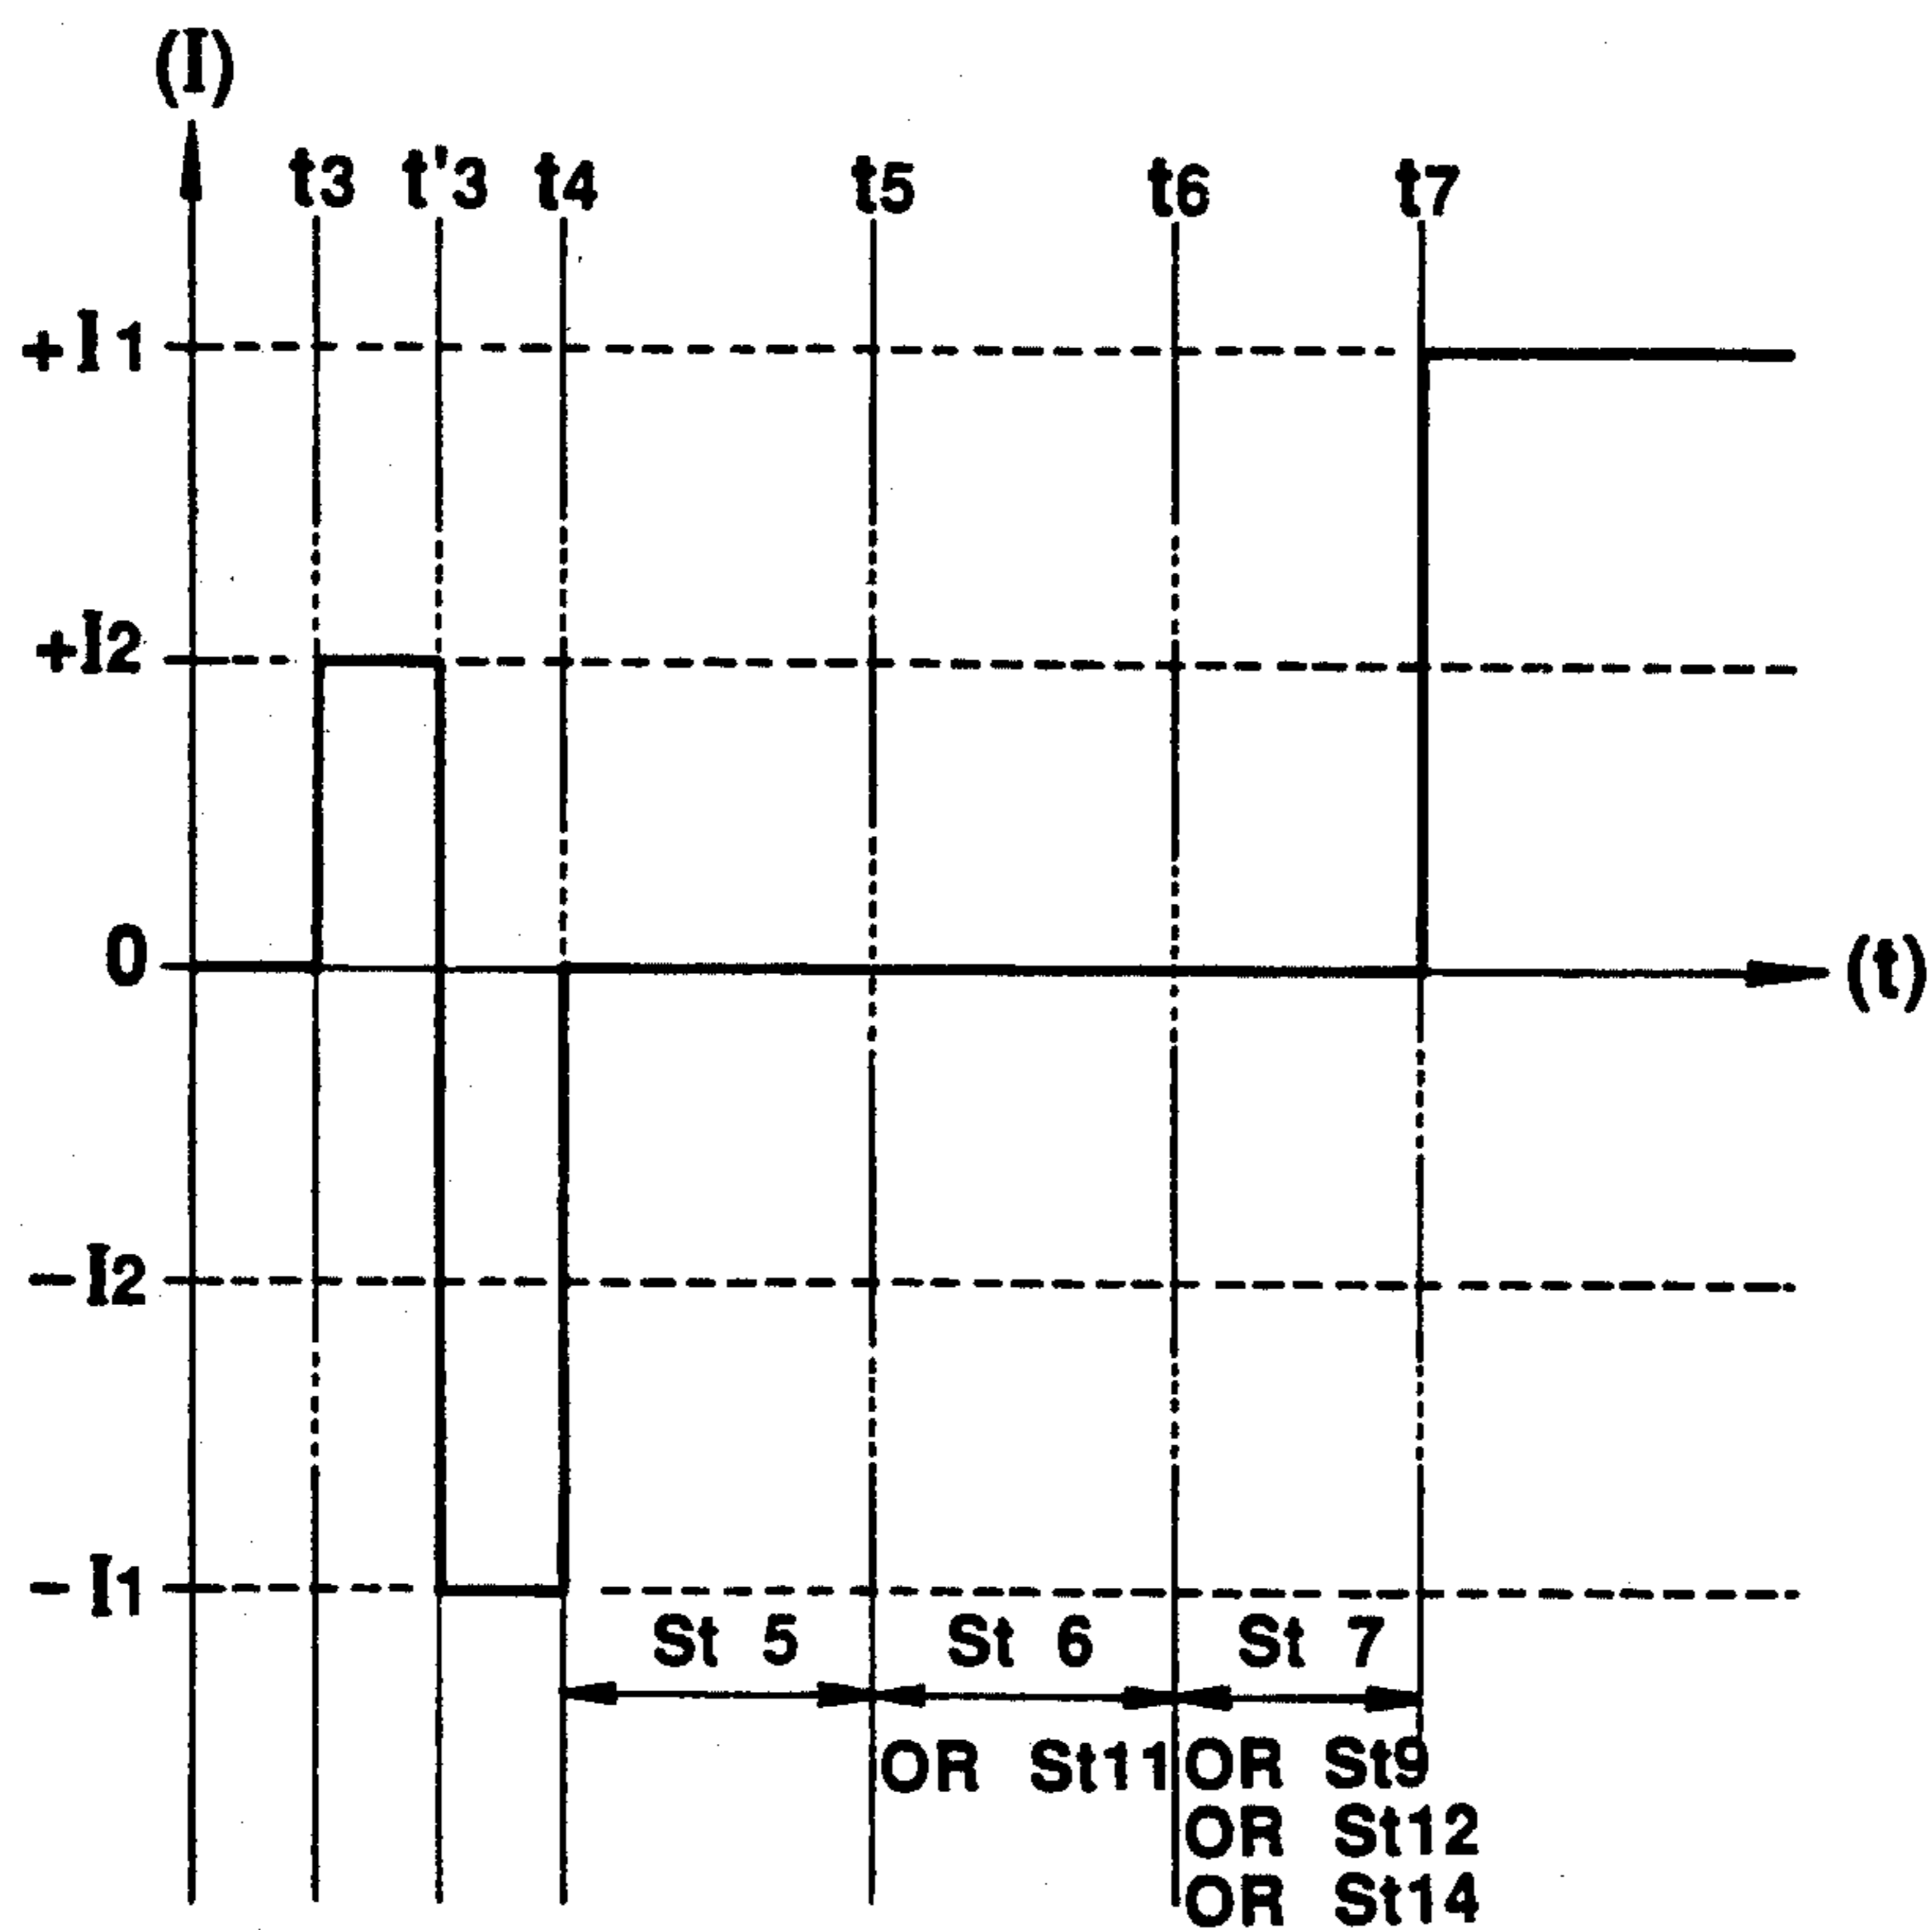 (I)
t3 t'3 t4 t5 t6 t7
+I1
+I2
0
(t)
-I2
-I1
St 5 St 6 St 7
OR St11 OR St9
OR St12
OR St14